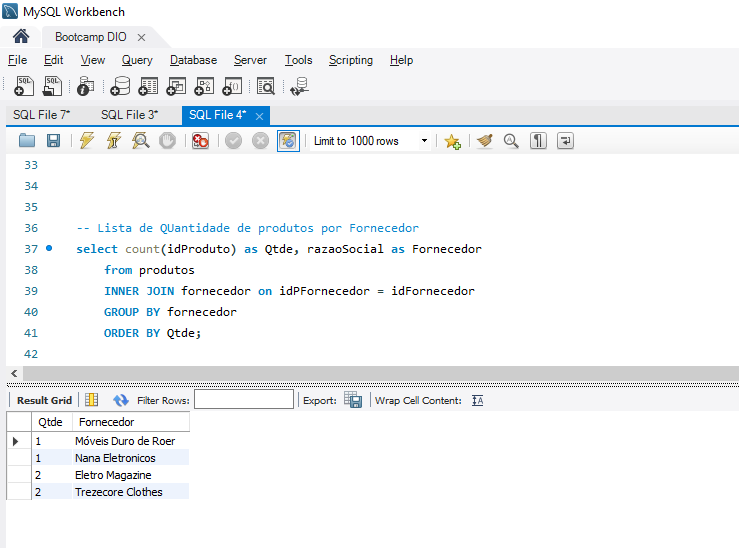 MySQL Workbench
Bootcamp DIO
File Edit View Query Database Server Tools Scripting Help
SQL File 7* SQL File 3* SQL File 4*
Limit to 1000 rows
33
34
35
36 -- Lista de QUantidade de produtos por Fornecedor
37 select count(idProduto) as Qtde, razaoSocial as Fornecedor
38 from produtos
39 INNER JOIN fornecedor on idPFornecedor = idFornecedor
40 GROUP BY fornecedor
41 ORDER BY Qtde;
42
Result Grid Filter Rows: Export: Wrap Cell Content:
Qtde Fornecedor
1 Móveis Duro de Roer
1 Nana Eletronicos
2 Eletro Magazine
2 Trezecore Clothes